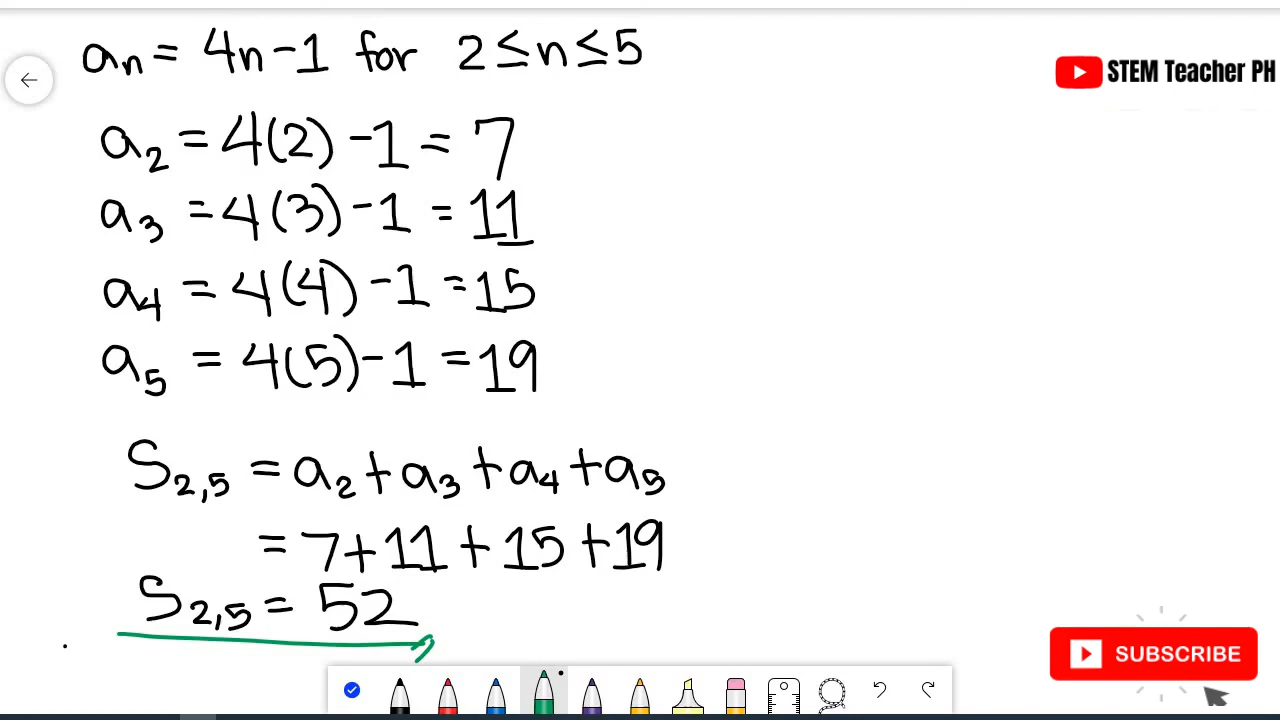 aₙ = 4n - 1 for 2 ≤ n ≤ 5
STEM Teacher PH
a₂ = 4(2) - 1 = 7
a₃ = 4(3) - 1 = 11
a₄ = 4(4) - 1 = 15
a₅ = 4(5) - 1 = 19
S₂,₅ = a₂ + a₃ + a₄ + a₅
= 7 + 11 + 15 + 19
S₂,₅ = 52
SUBSCRIBE